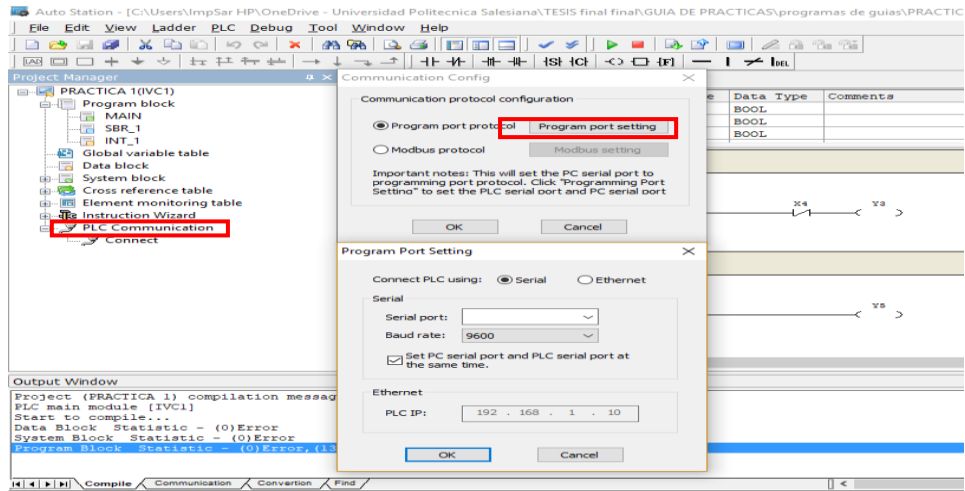 Auto Station - [C:\Users\ImpSar HP\OneDrive - Universidad Politecnica Salesiana\TESIS final final\GUIA DE PRACTICAS\programas de guias\PRACTIC
File Edit View Ladder PLC Debug Tool Window Help
LAD
Project Manager
PRACTICA 1(IVC1)
Program block
MAIN
SBR_1
INT_1
Global variable table
Data block
System block
Cross reference table
Element monitoring table
Instruction Wizard
PLC Communication
Connect
Communication Config
Communication protocol configuration
Program port protocol Program port setting
Modbus protocol Modbus setting
Important notes: This will set the PC serial port to
programming port protocol. Click "Programming Port
Setting" to set the PLC serial port and PC serial port
OK Cancel
e Data Type Comments
BOOL
BOOL
BOOL
X4 Y3
Y5
Program Port Setting
Connect PLC using: Serial Ethernet
Serial
Serial port:
Baud rate: 9600
Set PC serial port and PLC serial port at
the same time.
Ethernet
PLC IP: 192 . 168 . 1 . 10
OK Cancel
Output Window
Project (PRACTICA 1) compilation messag
PLC main module [IVC1]
Start to compile...
Data Block Statistic - (0)Error
System Block Statistic - (0)Error
Program Block Statistic - (0)Error,(13
Compile Communication Convertion Find